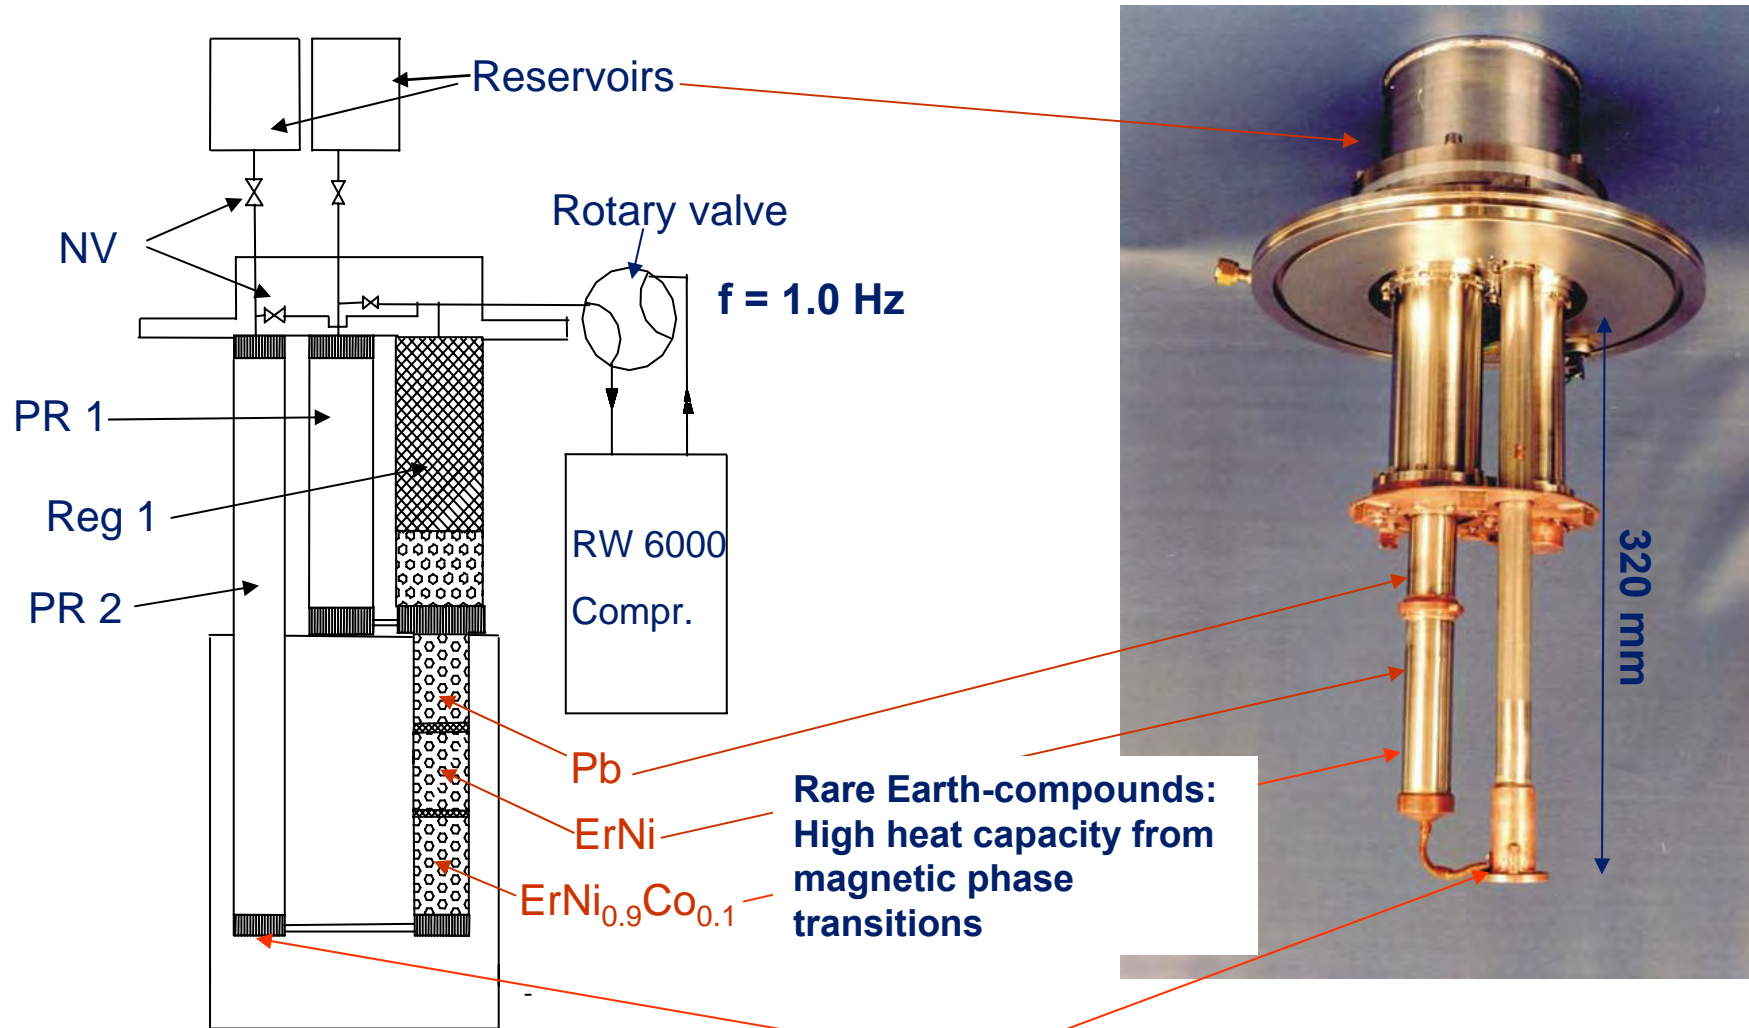 Reservoirs
NV
Rotary valve
f = 1.0 Hz
PR 1
Reg 1
PR 2
RW 6000
Compr.
320 mm
Pb
ErNi
ErNi0.9Co0.1
Rare Earth-compounds:
High heat capacity from
magnetic phase
transitions